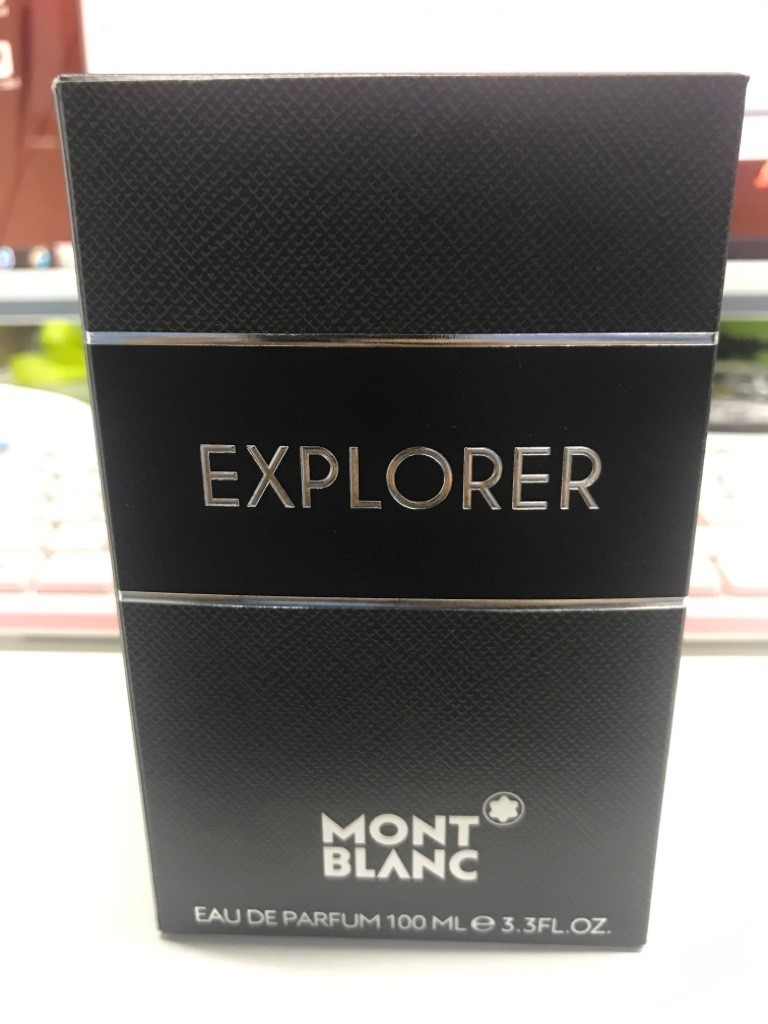 EXPLORER
MONT
BLANC
EAU DE PARFUM 100 ML ℮ 3.3FL.OZ.